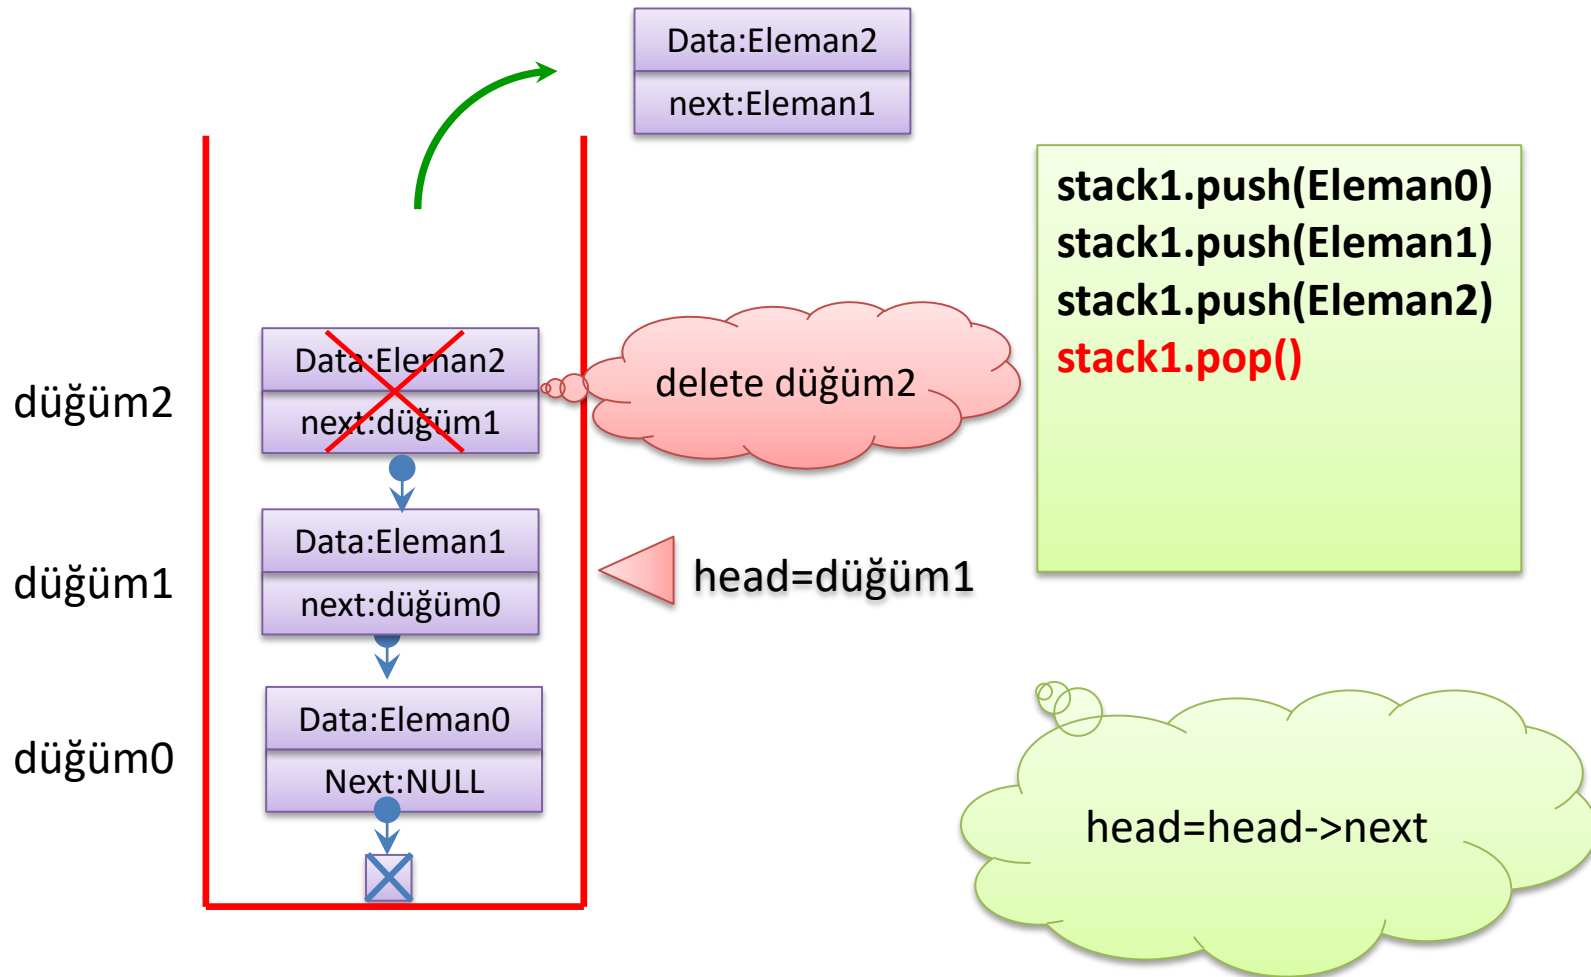 Data:Eleman2
next:Eleman1
stack1.push(Eleman0)
stack1.push(Eleman1)
stack1.push(Eleman2)
stack1.pop()
düğüm2
Data:Eleman2
next:düğüm1
delete düğüm2
düğüm1
Data:Eleman1
next:düğüm0
head=düğüm1
düğüm0
Data:Eleman0
Next:NULL
head=head->next